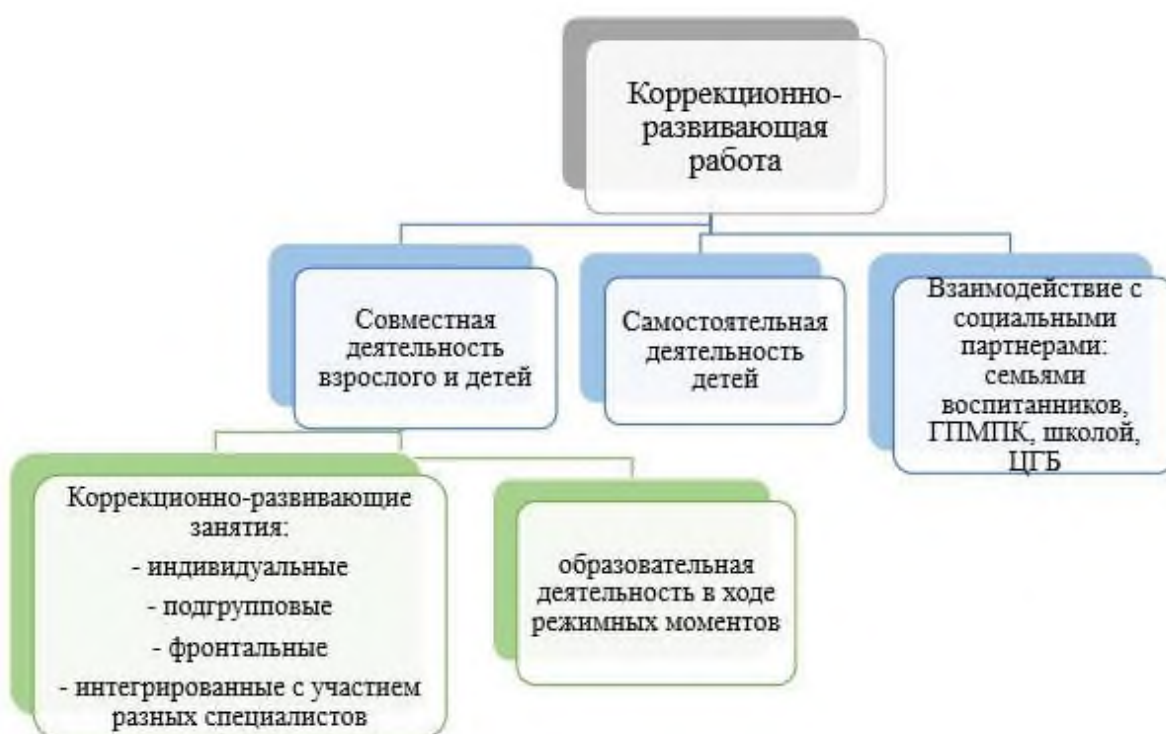 Коррекционно-
развивающая
работа
Совместная
деятельность
взрослого и детей
Самостоятельная
деятельность
детей
Взаимодействие с
социальными
партнерами:
семьями
воспитанников,
ГПМПК, школой,
ЦГБ
Коррекционно-развивающие
занятия:
- индивидуальные
- подгрупповые
- фронтальные
- интегрированные с участием
разных специалистов
образовательная
деятельность в ходе
режимных моментов